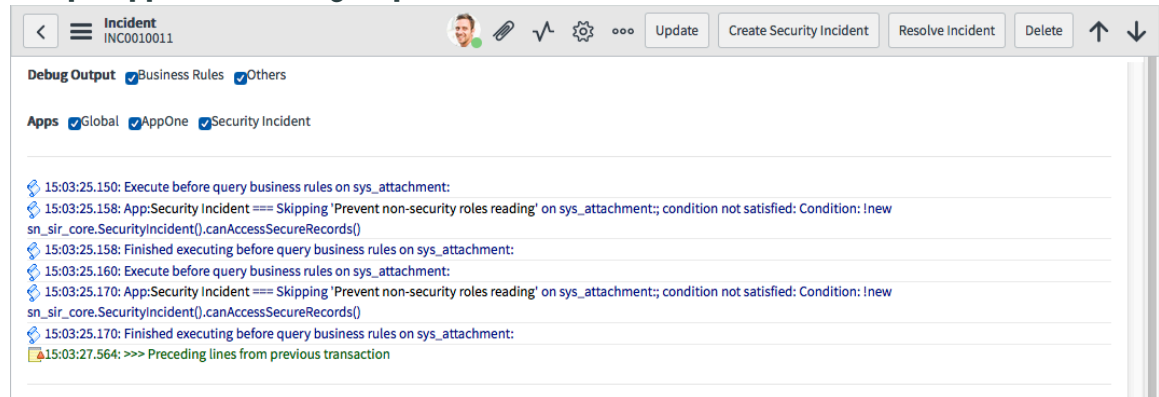 Incident
INC0010011
Update
Create Security Incident
Resolve Incident
Delete
Debug Output Business Rules Others
Apps Global AppOne Security Incident
15:03:25.150: Execute before query business rules on sys_attachment:
15:03:25.158: App:Security Incident === Skipping 'Prevent non-security roles reading' on sys_attachment:; condition not satisfied: Condition: !new
sn_sir_core.SecurityIncident().canAccessSecureRecords()
15:03:25.158: Finished executing before query business rules on sys_attachment:
15:03:25.160: Execute before query business rules on sys_attachment:
15:03:25.170: App:Security Incident === Skipping 'Prevent non-security roles reading' on sys_attachment:; condition not satisfied: Condition: !new
sn_sir_core.SecurityIncident().canAccessSecureRecords()
15:03:25.170: Finished executing before query business rules on sys_attachment:
15:03:27.564: >>> Preceding lines from previous transaction